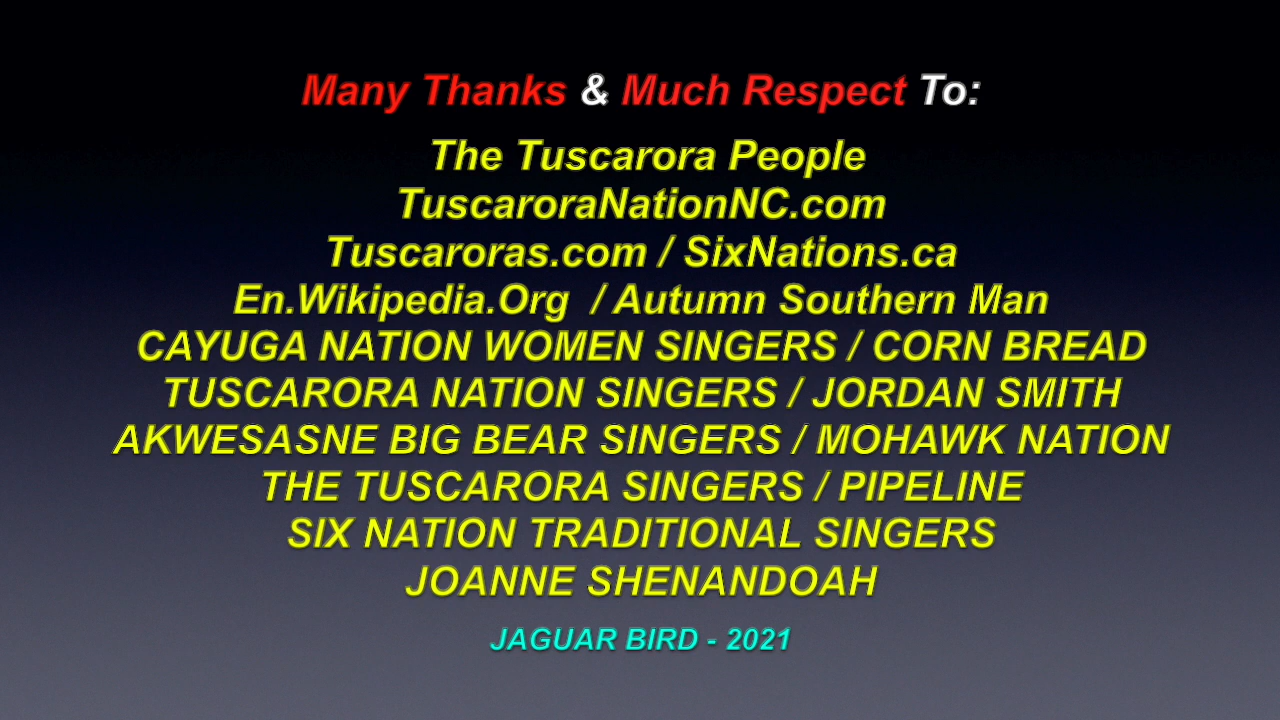 Many Thanks & Much Respect To:
The Tuscarora People
TuscaroraNationNC.com
Tuscaroras.com / SixNations.ca
En.Wikipedia.Org / Autumn Southern Man
CAYUGA NATION WOMEN SINGERS / CORN BREAD
TUSCARORA NATION SINGERS / JORDAN SMITH
AKWESASNE BIG BEAR SINGERS / MOHAWK NATION
THE TUSCARORA SINGERS / PIPELINE
SIX NATION TRADITIONAL SINGERS
JOANNE SHENANDOAH
JAGUAR BIRD - 2021